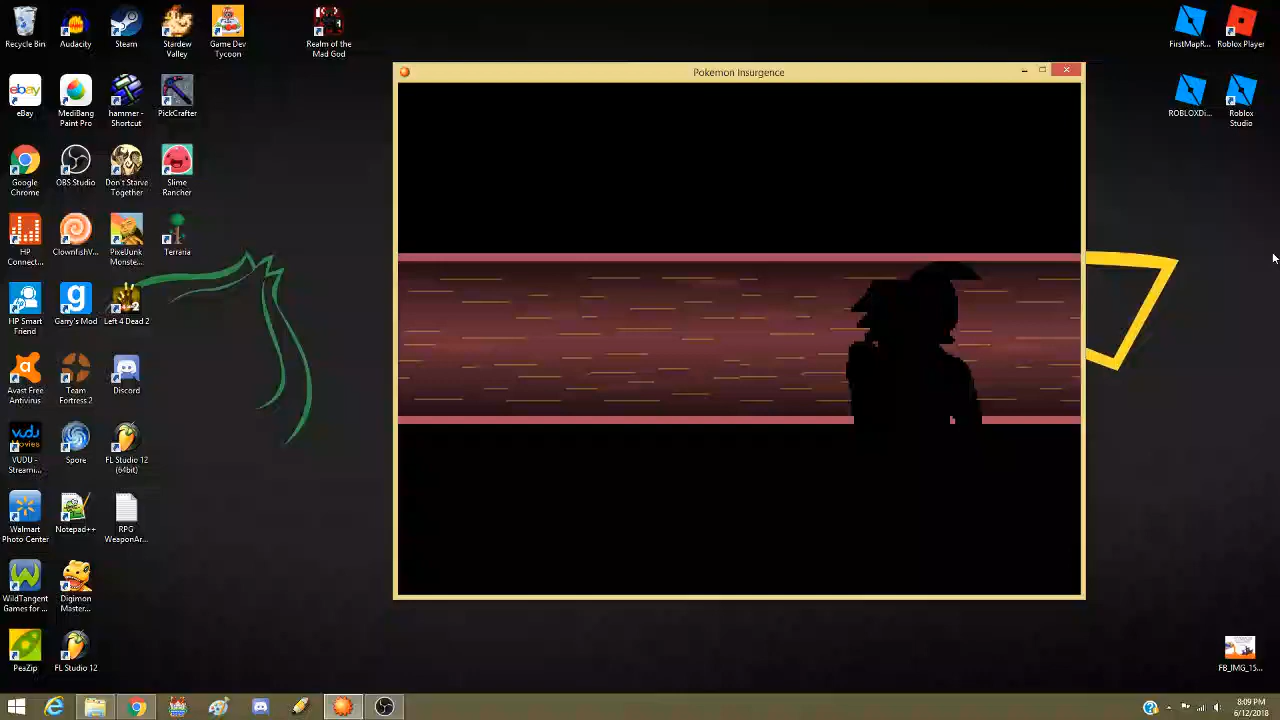 Recycle Bin
Audacity
Steam
Stardew
Valley
Game Dev
Tycoon
Realm of the
Mad God
FirstMapR...
Roblox Player
Pokemon Insurgence
eBay
MediBang
Paint Pro
hammer -
Shortcut
PickCrafter
ROBLOXDi...
Roblox
Studio
Google
Chrome
OBS Studio
Don't Starve
Together
Slime
Rancher
HP
Connect...
ClownfishV...
PixelJunk
Monste...
Terraria
HP Smart
Friend
Garry's Mod
Left 4 Dead 2
Avast Free
Antivirus
Team
Fortress 2
Discord
VUDU -
Streami...
Spore
FL Studio 12
(64bit)
Walmart
Photo Center
Notepad++
RPG
WeaponAr...
WildTangent
Games for ...
Digimon
Master...
PeaZip
FL Studio 12
FB_IMG_15...
8:09 PM
6/12/2018